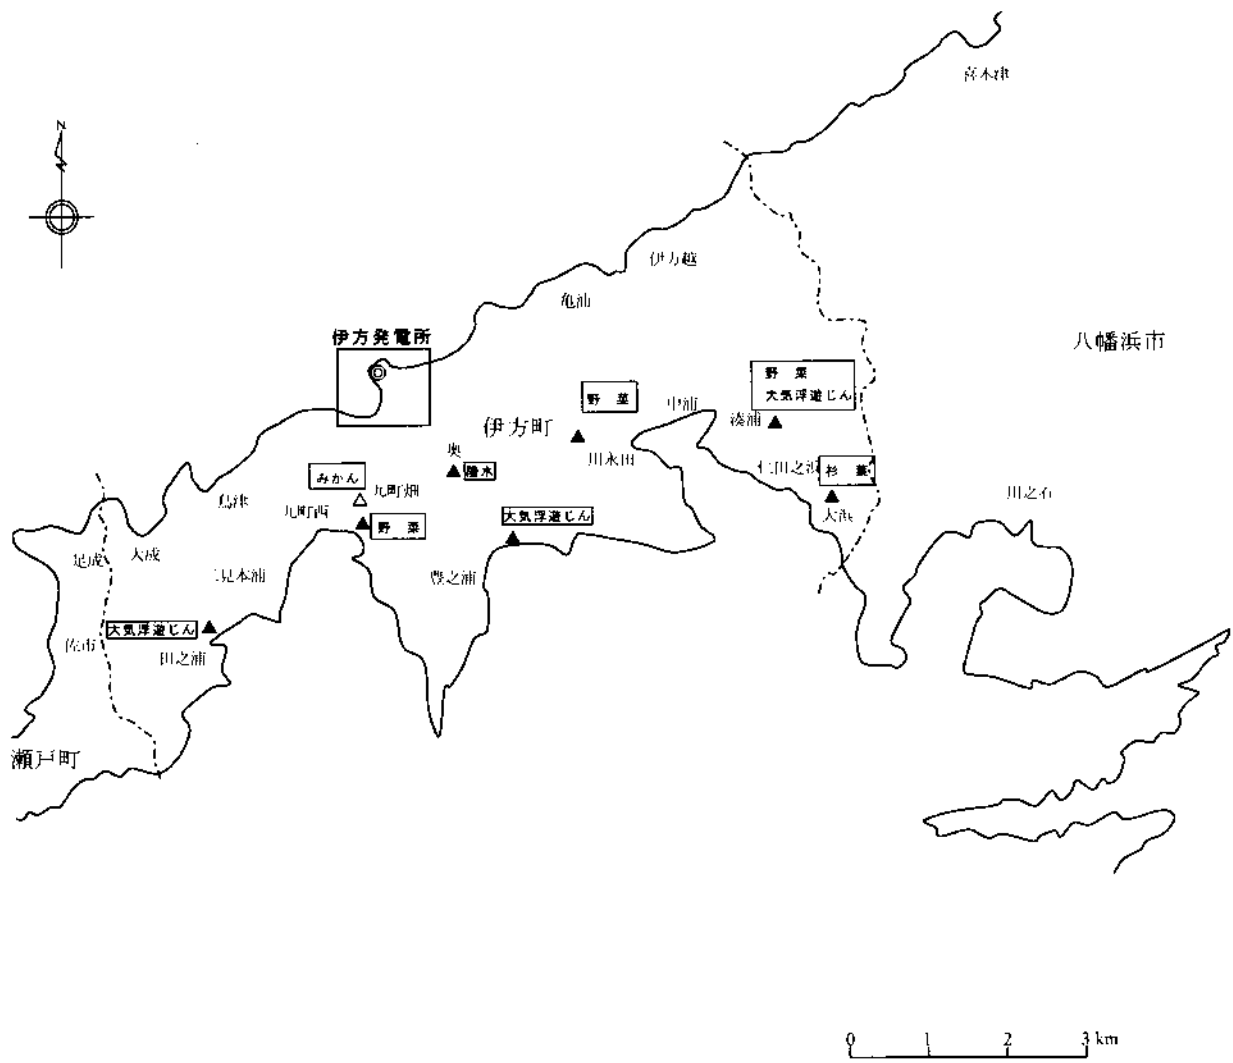 喜木津
N
伊方越
亀浦
伊方発電所
八幡浜市
野菜
大気浮遊じん
野菜
中浦
湊浦
伊方町
川永田
奥
陸水
仁田之浜
杉葉
みかん
九町畑
鳥津
九町西
野菜
大気浮遊じん
大浜
川之石
足成
大成
二見本浦
豊之浦
大気浮遊じん
佐市
田之浦
瀬戸町
0 1 2 3 km